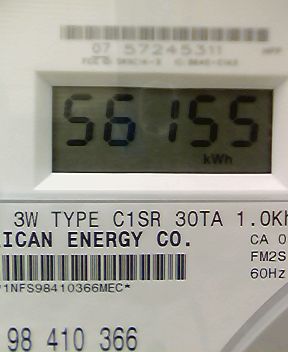 07 57245311
56155
kWh
3W TYPE C1SR 30TA 1.0Kh
ICAN ENERGY CO.
CA 0
FM2S
60Hz
*1NFS98410366MEC*
98 410 366